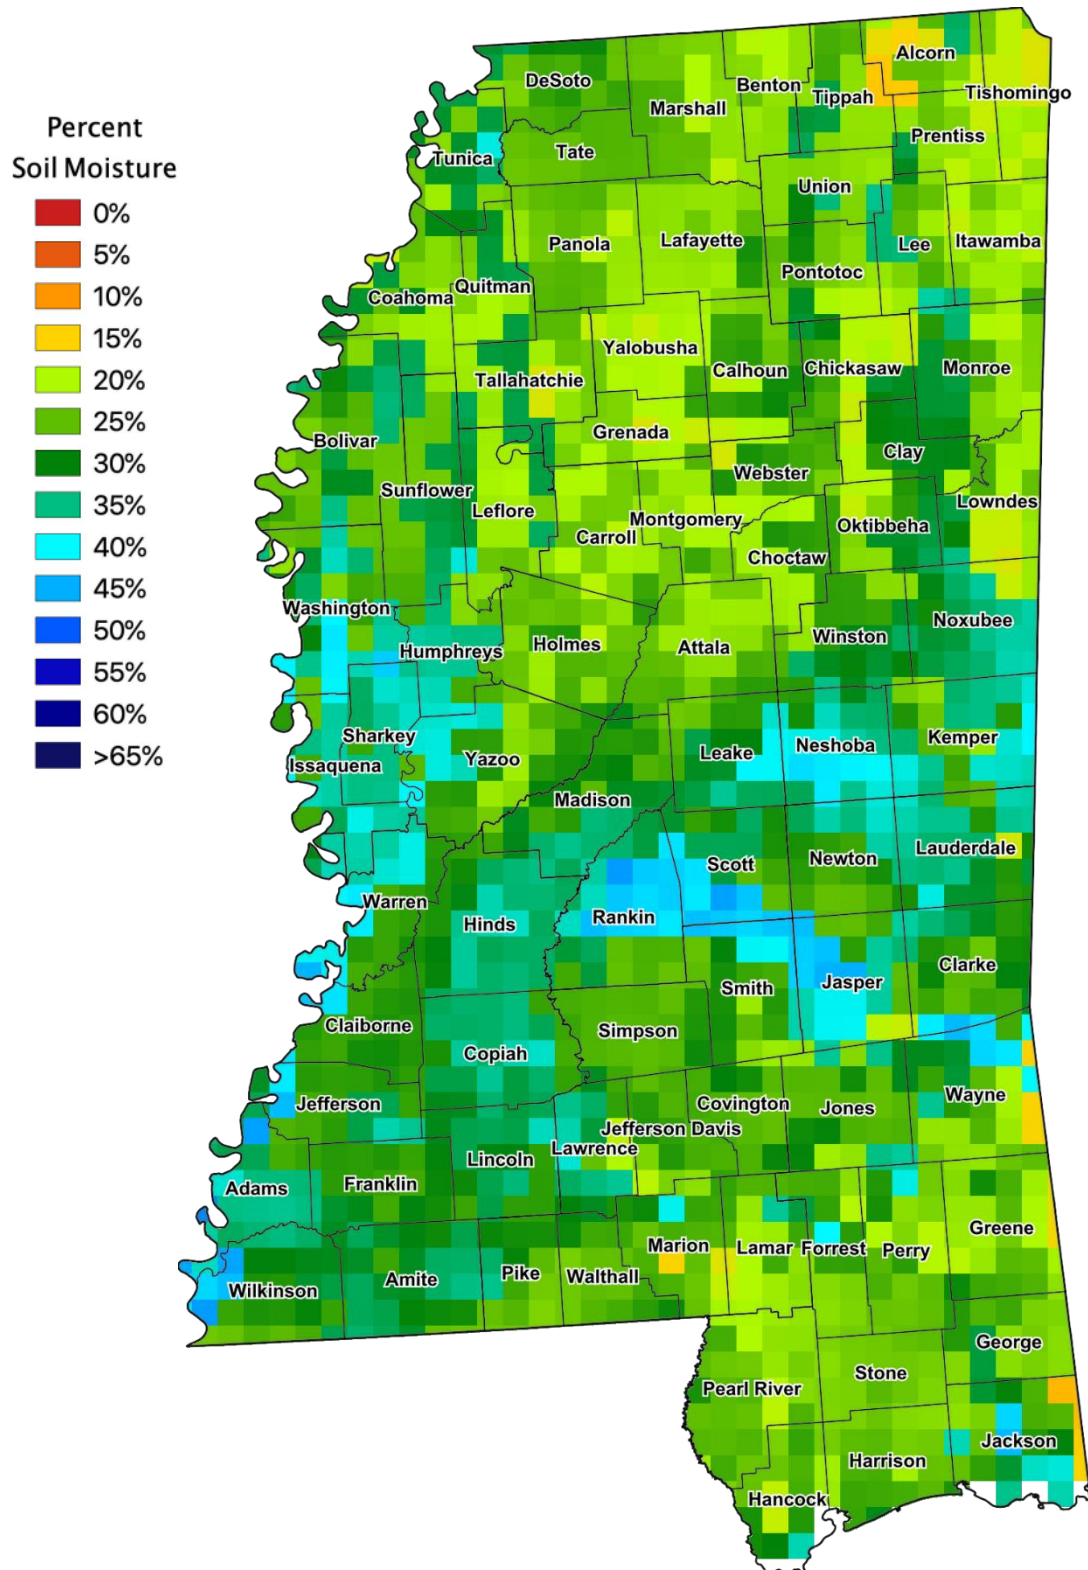 Percent
Soil Moisture
0%
5%
10%
15%
20%
25%
30%
35%
40%
45%
50%
55%
60%
>65%
Alcorn
DeSoto
Benton
Tippah
Tishomingo
Marshall
Prentiss
Tunica
Tate
Union
Panola
Lafayette
Lee
Itawamba
Pontotoc
Quitman
Coahoma
Yalobusha
Calhoun
Chickasaw
Monroe
Tallahatchie
Grenada
Bolivar
Clay
Webster
Sunflower
Leflore
Montgomery
Oktibbeha
Lowndes
Carroll
Choctaw
Washington
Humphreys
Holmes
Attala
Winston
Noxubee
Sharkey
Issaquena
Yazoo
Leake
Neshoba
Kemper
Madison
Scott
Newton
Lauderdale
Warren
Hinds
Rankin
Smith
Jasper
Clarke
Claiborne
Copiah
Simpson
Jefferson
Covington
Jones
Wayne
Jefferson Davis
Lawrence
Lincoln
Adams
Franklin
Marion
Lamar
Forrest
Perry
Greene
Wilkinson
Amite
Pike
Walthall
George
Pearl River
Stone
Jackson
Harrison
Hancock